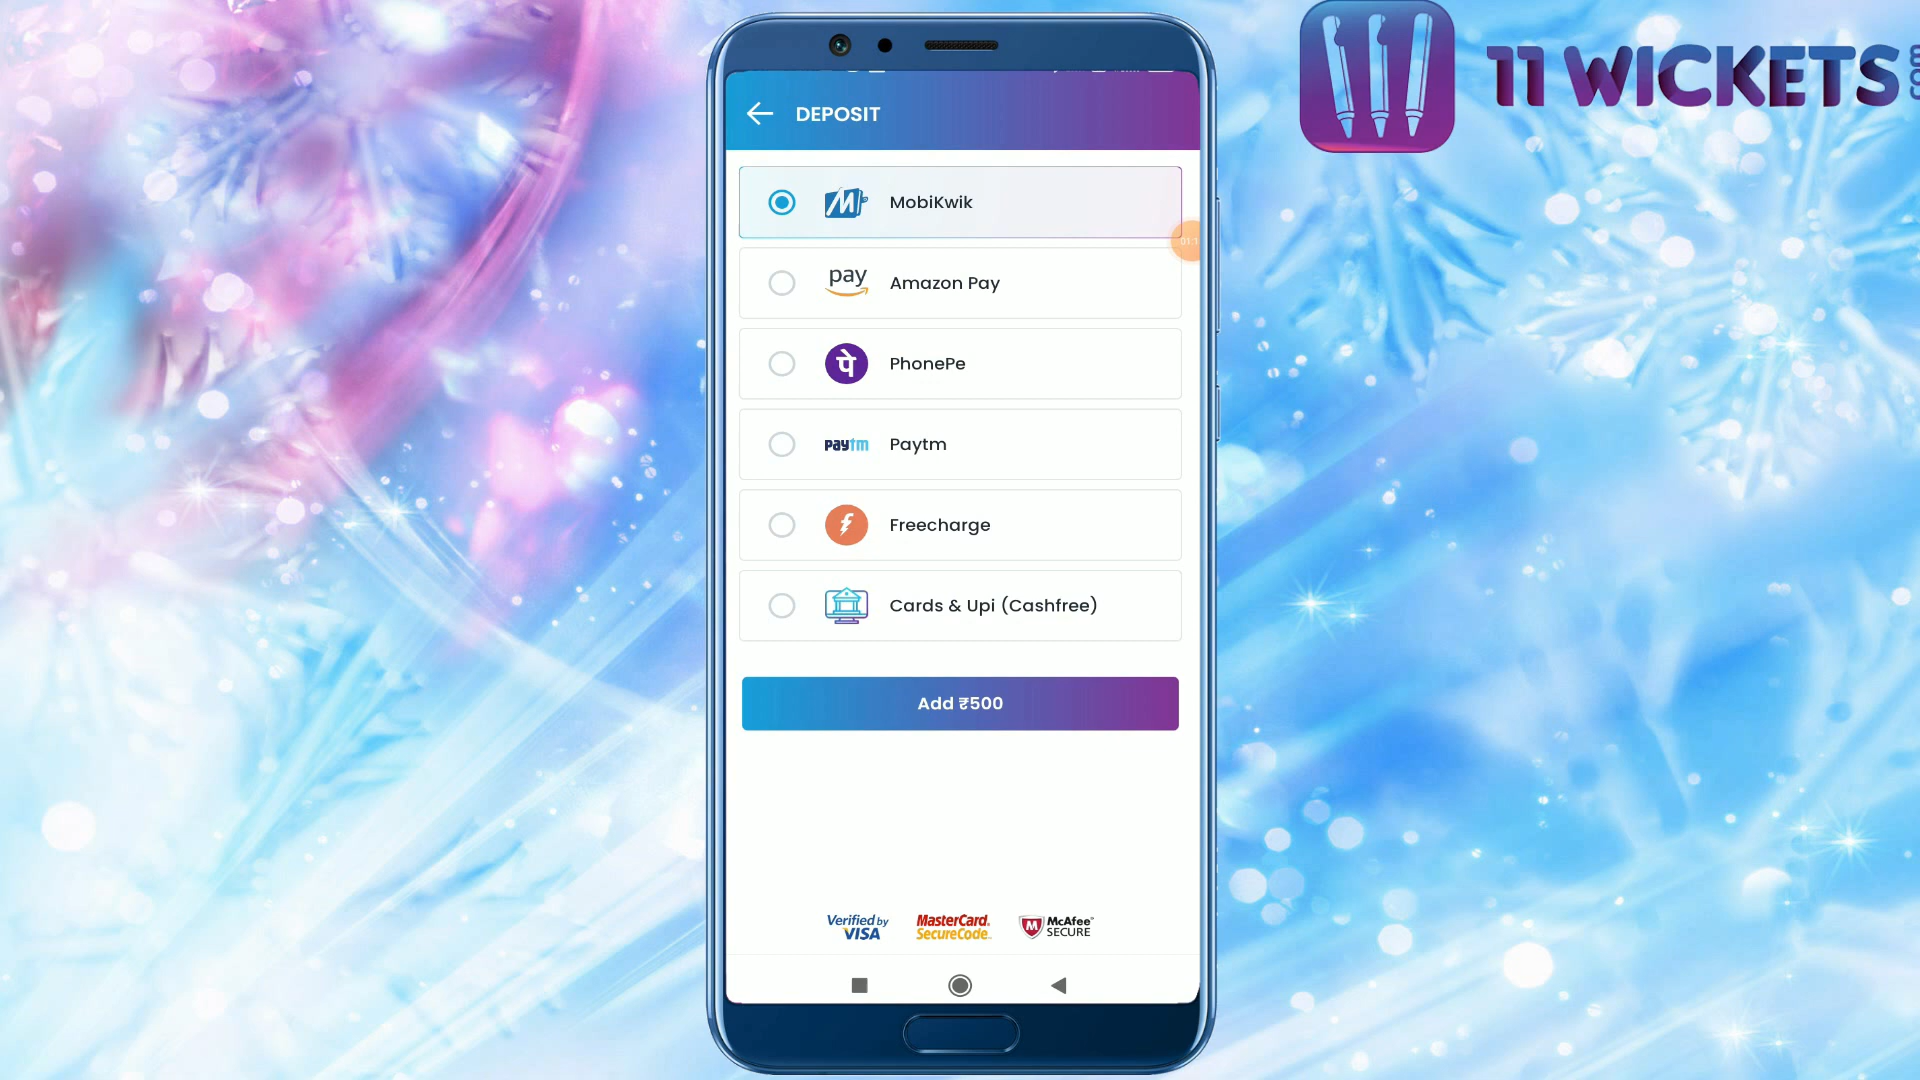 11 WICKETS
.com
DEPOSIT
MobiKwik
pay
Amazon Pay
पे
PhonePe
paytm
Paytm
Freecharge
Cards & Upi (Cashfree)
Add ₹500
Verified by
VISA
MasterCard.
SecureCode.
McAfee
SECURE